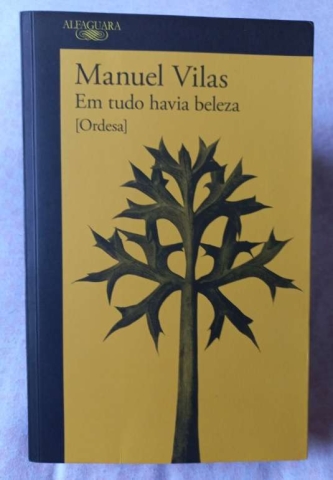 ALFAGUARA
Manuel Vilas
Em tudo havia beleza
[Ordesa]